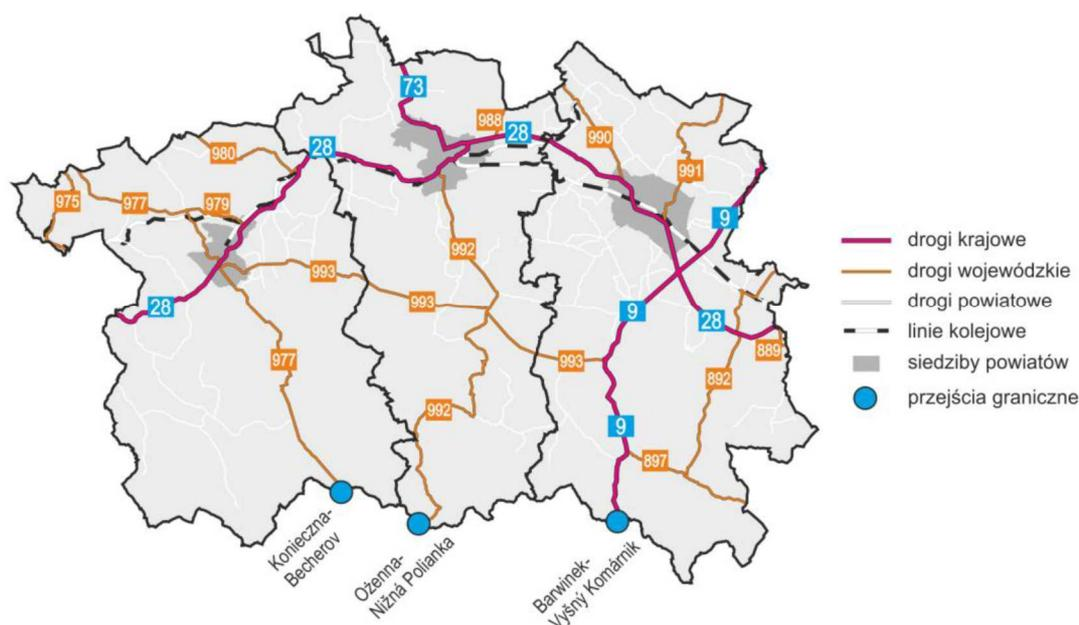 73
988
28
990
28
980
991
975
977
979
9
992
993
993
28
9
28
993
889
977
892
992
9
897
Konieczna-
Becherov
Ożenna-
Nižná Polianka
Barwinek-
Vyšný Komárnik
drogi krajowe
drogi wojewódzkie
drogi powiatowe
linie kolejowe
siedziby powiatów
przejścia graniczne